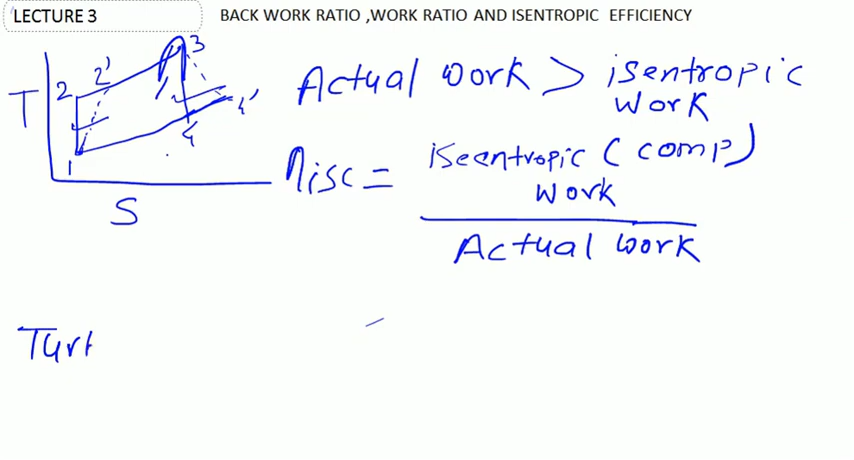 LECTURE 3
BACK WORK RATIO ,WORK RATIO AND ISENTROPIC EFFICIENCY
T
2
2'
3
1
4
4'
S
Actual work > isentropic
work
ηisc =
iseentropic (comp)
work
Actual work
Turb